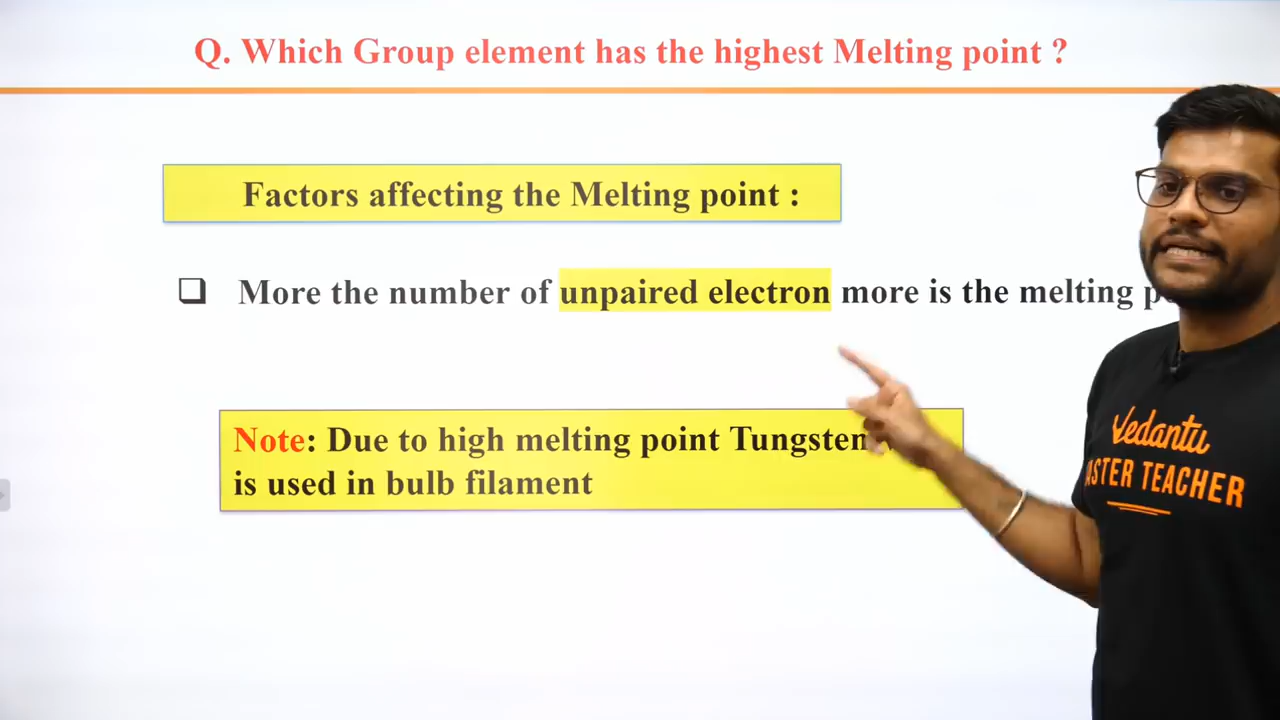 Q. Which Group element has the highest Melting point ?
Factors affecting the Melting point :
❑ More the number of unpaired electron more is the melting
Note: Due to high melting point Tungsten
is used in bulb filament
Vedantu
ASTER TEACHER